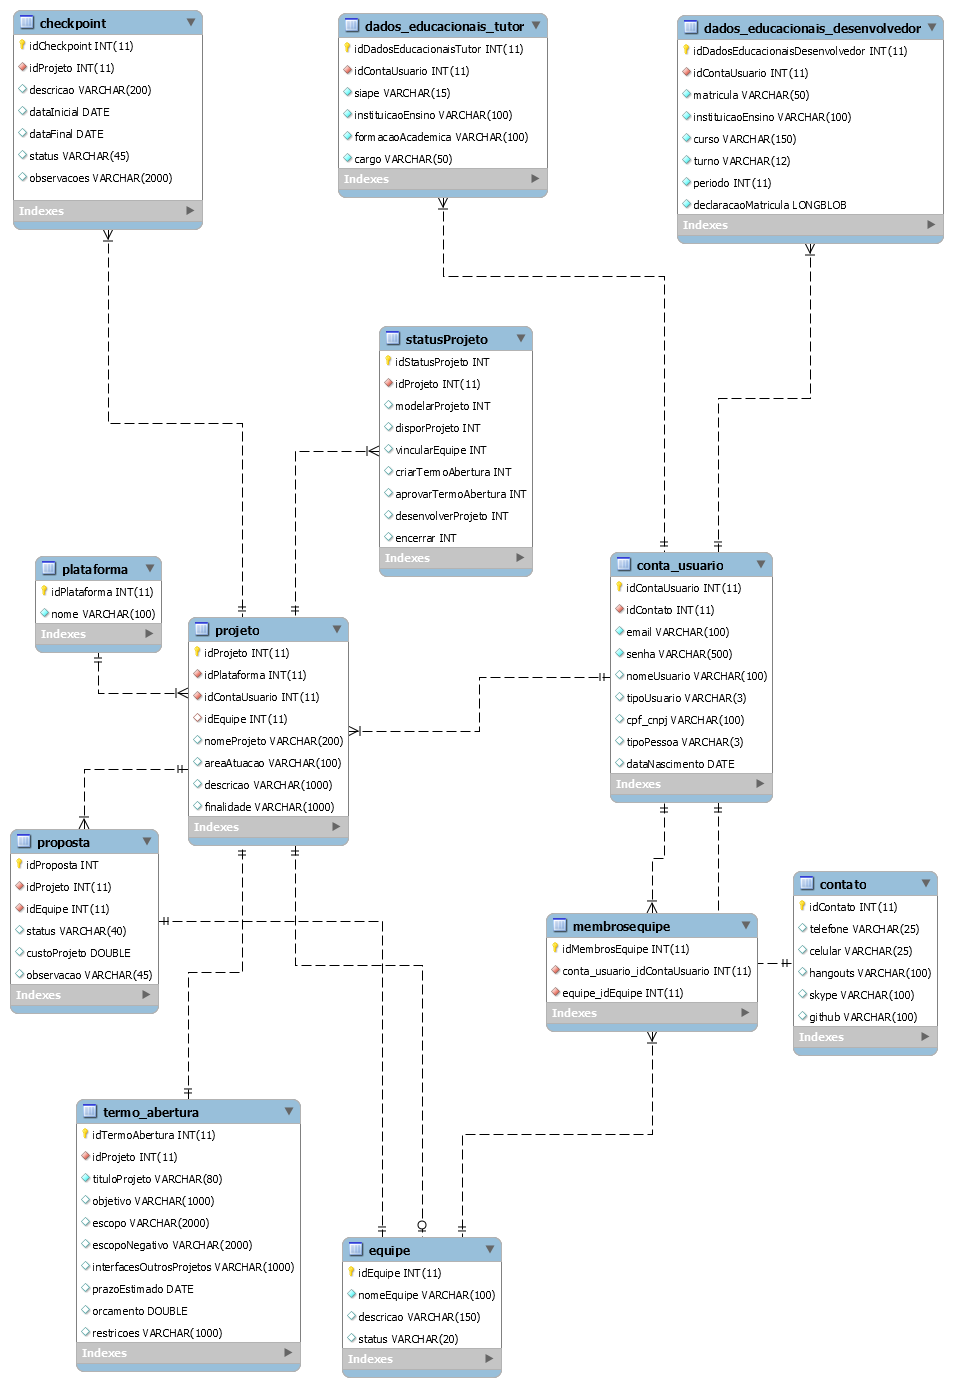 checkpoint
idCheckpoint INT(11)
idProjeto INT(11)
descricao VARCHAR(200)
dataInicial DATE
dataFinal DATE
status VARCHAR(45)
observacoes VARCHAR(2000)
Indexes
dados_educacionais_tutor
idDadosEducacionaisTutor INT(11)
idContaUsuario INT(11)
siape VARCHAR(15)
instituicaoEnsino VARCHAR(100)
formacaoAcademica VARCHAR(100)
cargo VARCHAR(50)
Indexes
dados_educacionais_desenvolvedor
idDadosEducacionaisDesenvolvedor INT(11)
idContaUsuario INT(11)
matricula VARCHAR(50)
instituicaoEnsino VARCHAR(100)
curso VARCHAR(150)
turno VARCHAR(12)
periodo INT(11)
declaracaoMatricula LONGBLOB
Indexes
statusProjeto
idStatusProjeto INT
idProjeto INT(11)
modelarProjeto INT
disporProjeto INT
vincularEquipe INT
criarTermoAbertura INT
aprovarTermoAbertura INT
desenvolverProjeto INT
encerrar INT
Indexes
plataforma
idPlataforma INT(11)
nome VARCHAR(100)
Indexes
projeto
idProjeto INT(11)
idPlataforma INT(11)
idContaUsuario INT(11)
idEquipe INT(11)
nomeProjeto VARCHAR(200)
areaAtuacao VARCHAR(100)
descricao VARCHAR(1000)
finalidade VARCHAR(1000)
Indexes
conta_usuario
idContaUsuario INT(11)
idContato INT(11)
email VARCHAR(100)
senha VARCHAR(500)
nomeUsuario VARCHAR(100)
tipoUsuario VARCHAR(3)
cpf_cnpj VARCHAR(100)
tipoPessoa VARCHAR(3)
dataNascimento DATE
Indexes
proposta
idProposta INT
idProjeto INT(11)
idEquipe INT(11)
status VARCHAR(40)
custoProjeto DOUBLE
observacao VARCHAR(45)
Indexes
membrosequipe
idMembrosEquipe INT(11)
conta_usuario_idContaUsuario INT(11)
equipe_idEquipe INT(11)
Indexes
contato
idContato INT(11)
telefone VARCHAR(25)
celular VARCHAR(25)
hangouts VARCHAR(100)
skype VARCHAR(100)
github VARCHAR(100)
Indexes
termo_abertura
idTermoAbertura INT(11)
idProjeto INT(11)
tituloProjeto VARCHAR(80)
objetivo VARCHAR(1000)
escopo VARCHAR(2000)
escopoNegativo VARCHAR(2000)
interfacesOutrosProjetos VARCHAR(1000)
prazoEstimado DATE
orcamento DOUBLE
restricoes VARCHAR(1000)
Indexes
equipe
idEquipe INT(11)
nomeEquipe VARCHAR(100)
descricao VARCHAR(150)
status VARCHAR(20)
Indexes